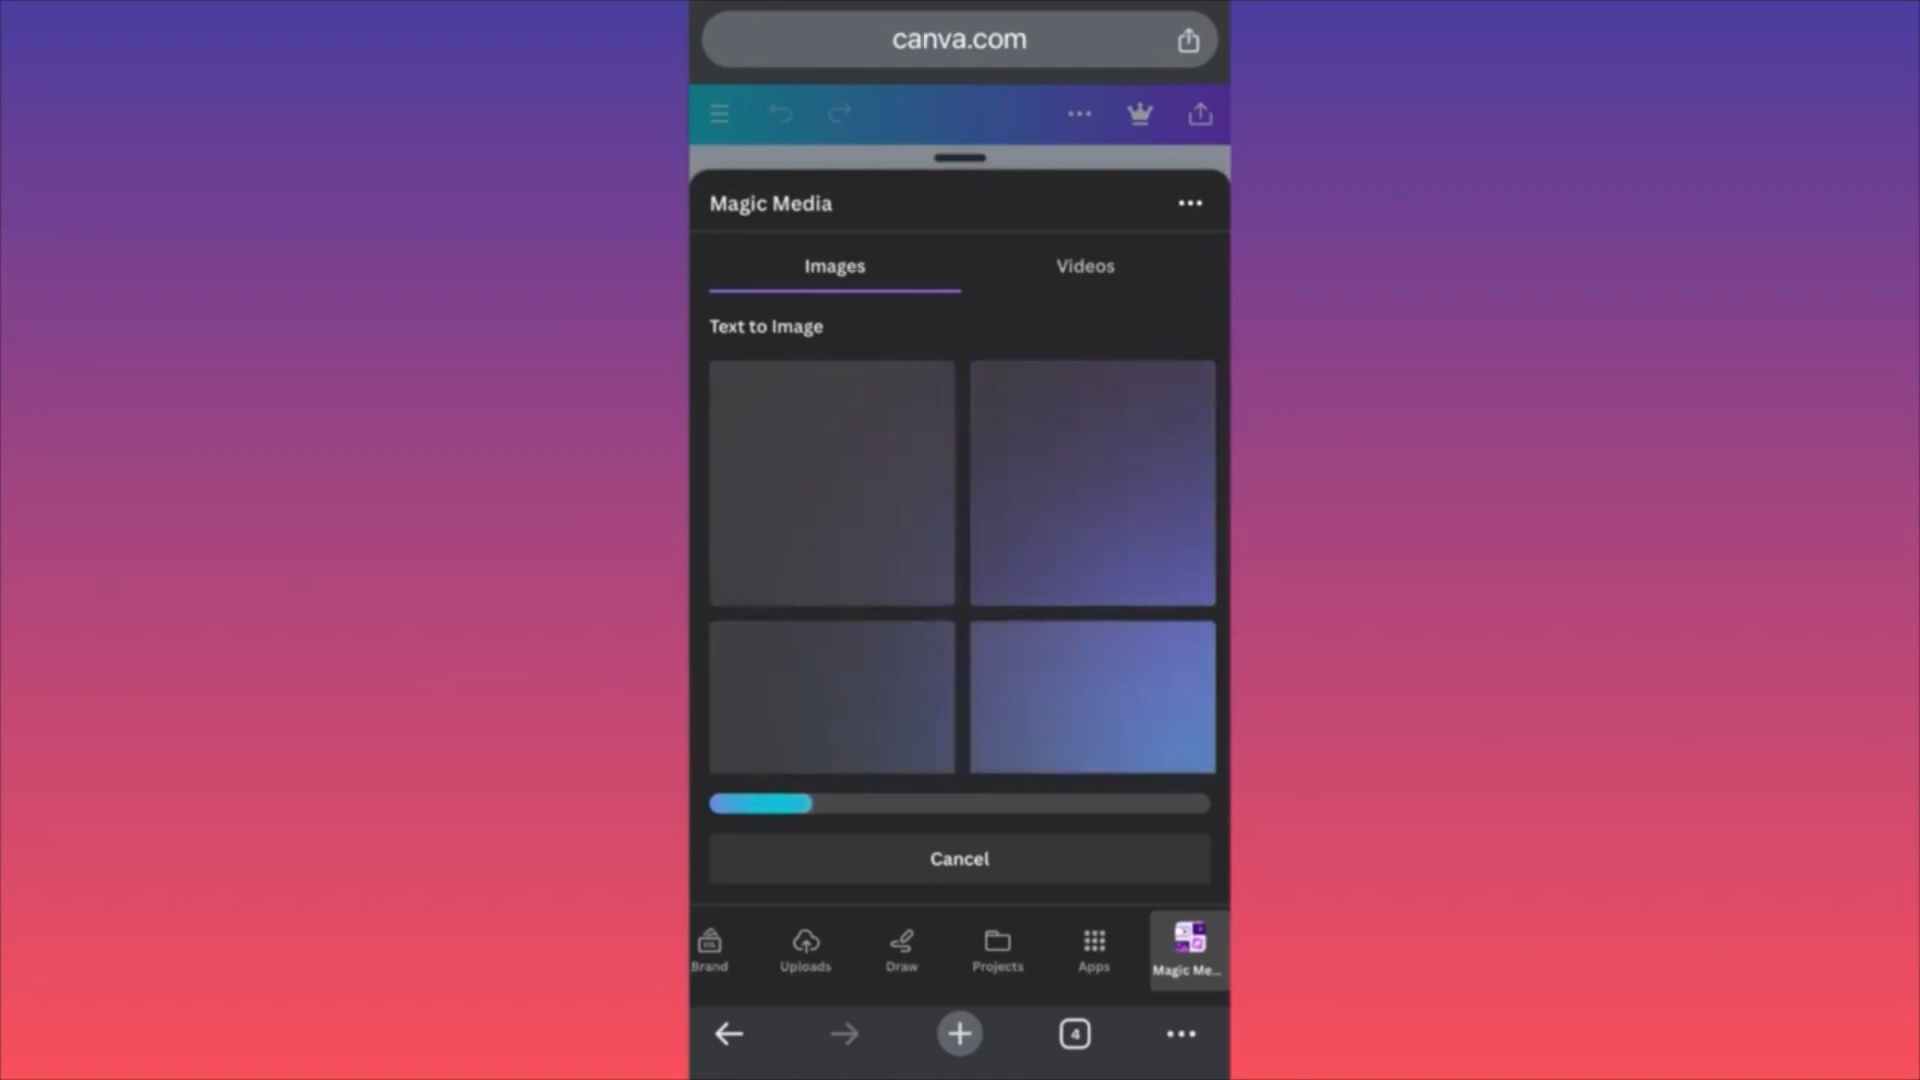 canva.com
Magic Media
Images
Videos
Text to Image
Cancel
Brand
Uploads
Draw
Projects
Apps
Magic Me...
4